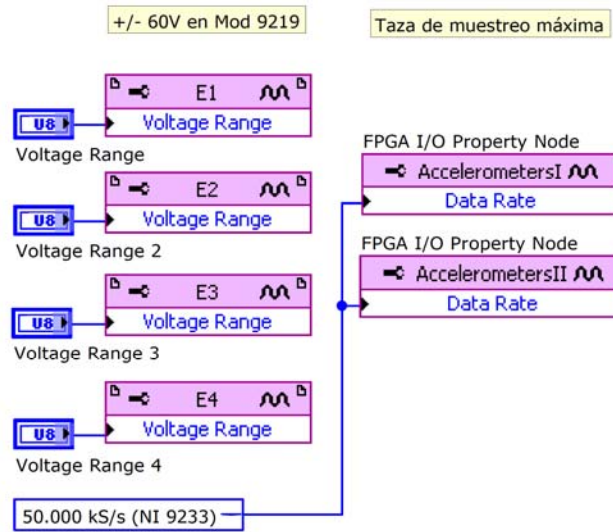 +/- 60V en Mod 9219
Taza de muestreo máxima
E1
U8
Voltage Range
Voltage Range
E2
U8
Voltage Range
Voltage Range 2
E3
U8
Voltage Range
Voltage Range 3
E4
U8
Voltage Range
Voltage Range 4
50.000 kS/s (NI 9233)
FPGA I/O Property Node
AccelerometersI
Data Rate
FPGA I/O Property Node
AccelerometersII
Data Rate